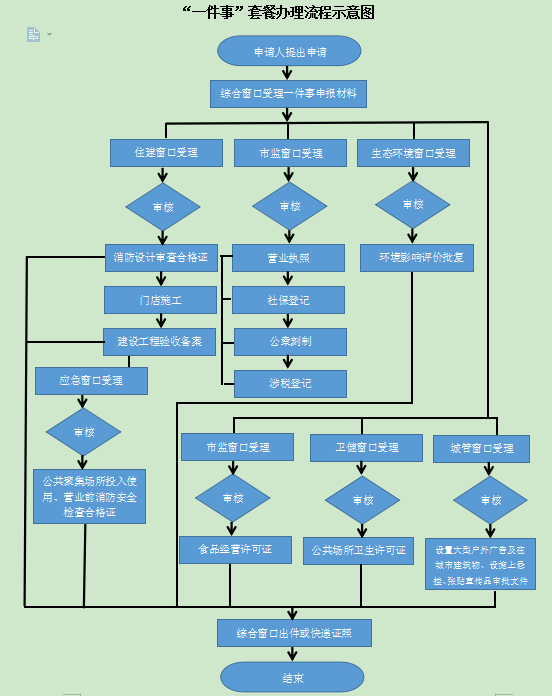 “一件事”套餐办理流程示意图
申请人提出申请
综合窗口受理一件事申报材料
住建窗口受理
市监窗口受理
生态环境窗口受理
审核
审核
审核
消防设计审查合格证
营业执照
环境影响评价批复
门店施工
社保登记
建设工程验收备案
公章刻制
应急窗口受理
涉税登记
审核
市监窗口受理
卫健窗口受理
城管窗口受理
公共聚集场所投入使
用、营业前消防安全
检查合格证
审核
审核
审核
食品经营许可证
公共场所卫生许可证
设置大型户外广告及在
城市建筑物、设施上悬
挂、张贴宣传品审批文件
综合窗口出件或快递证照
结束